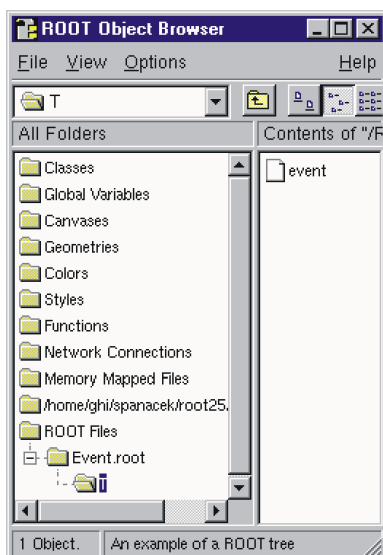 ROOT Object Browser
File View Options Help
T
All Folders
Contents of "/R
Classes
Global Variables
Canvases
Geometries
Colors
Styles
Functions
Network Connections
Memory Mapped Files
/home/ghi/spanacek/root25.
ROOT Files
Event.root
T
event
1 Object.
An example of a ROOT tree